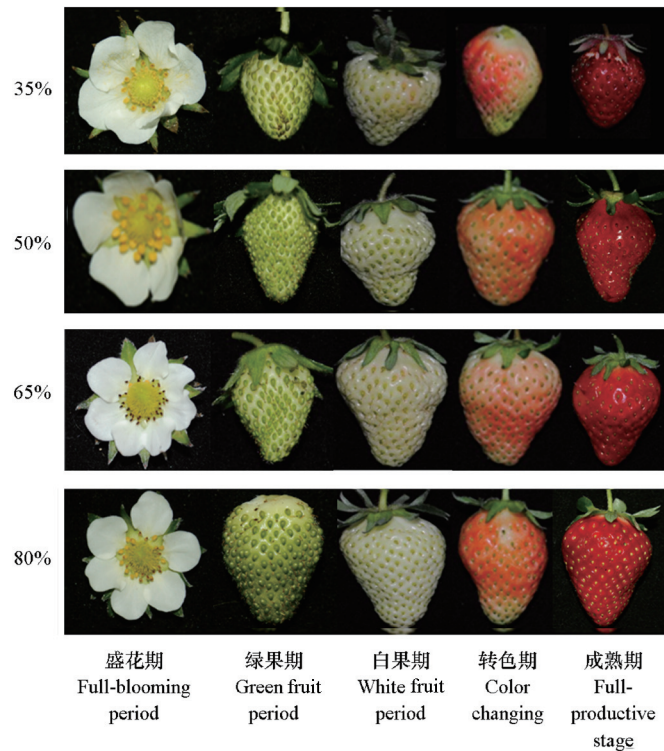 35%
50%
65%
80%
盛花期 绿果期 白果期 转色期 成熟期
Full-blooming Green fruit White fruit Color Full-
period period period changing productive
stage